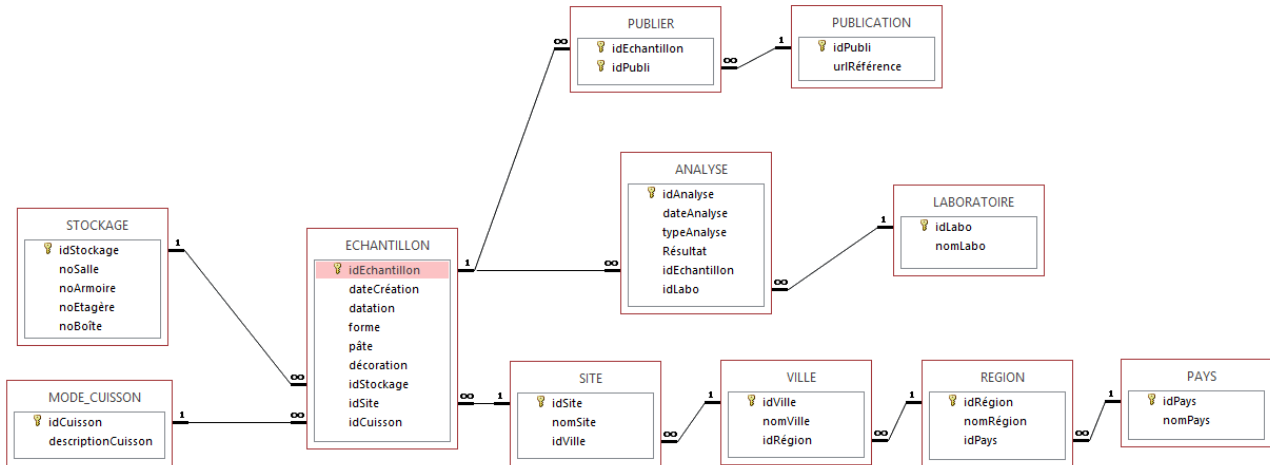 PUBLIER
idEchantillon
idPubli
PUBLICATION
idPubli
urlRéférence
ANALYSE
idAnalyse
dateAnalyse
typeAnalyse
Résultat
idEchantillon
idLabo
LABORATOIRE
idLabo
nomLabo
STOCKAGE
idStockage
noSalle
noArmoire
noEtagère
noBoîte
ECHANTILLON
idEchantillon
dateCréation
datation
forme
pâte
décoration
idStockage
idSite
idCuisson
MODE_CUISSON
idCuisson
descriptionCuisson
SITE
idSite
nomSite
idVille
VILLE
idVille
nomVille
idRégion
REGION
idRégion
nomRégion
idPays
PAYS
idPays
nomPays
∞ 1
∞
1 ∞
1 ∞
1 ∞
1 ∞
1 ∞
∞ 1
∞ 1
∞ 1
∞ 1